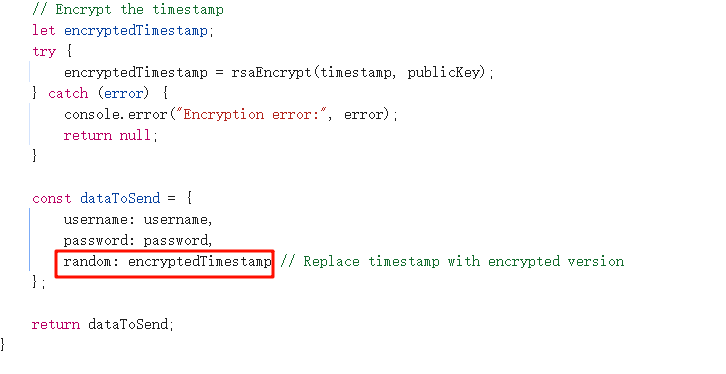 // Encrypt the timestamp
let encryptedTimestamp;
try {
encryptedTimestamp = rsaEncrypt(timestamp, publicKey);
} catch (error) {
console.error("Encryption error:", error);
return null;
}
const dataToSend = {
username: username,
password: password,
random: encryptedTimestamp // Replace timestamp with encrypted version
};
return dataToSend;
}